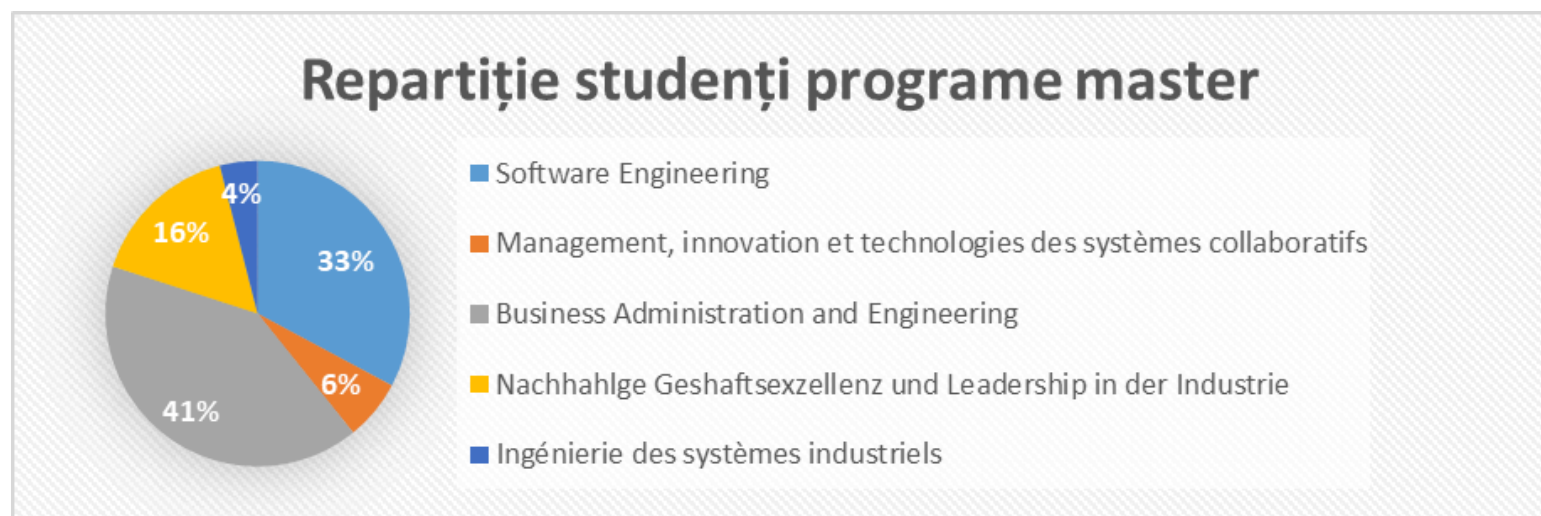 Repartiție studenți programe master
4%
16%
33%
6%
41%
Software Engineering
Management, innovation et technologies des systèmes collaboratifs
Business Administration and Engineering
Nachhahlge Geshaftsexzellenz und Leadership in der Industrie
Ingénierie des systèmes industriels